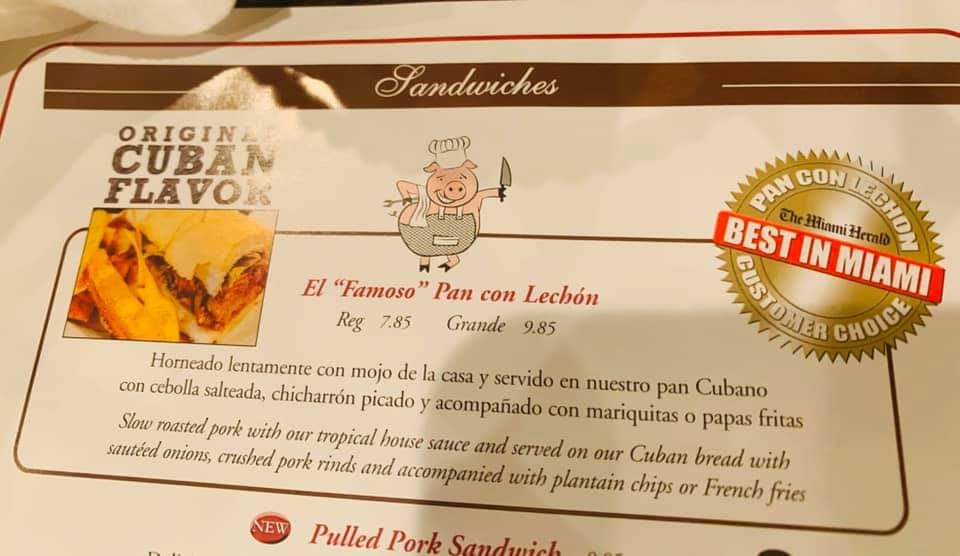 Sandwiches
ORIGINAL
CUBAN
FLAVOR
PAN CON LECHON
The Miami Herald
BEST IN MIAMI
CUSTOMER CHOICE
El "Famoso" Pan con Lechón
Reg 7.85 Grande 9.85
Horneado lentamente con mojo de la casa y servido en nuestro pan Cubano
con cebolla salteada, chicharrón picado y acompañado con mariquitas o papas fritas
Slow roasted pork with our tropical house sauce and served on our Cuban bread with
sautéed onions, crushed pork rinds and accompanied with plantain chips or French fries
NEW Pulled Pork Sandwich